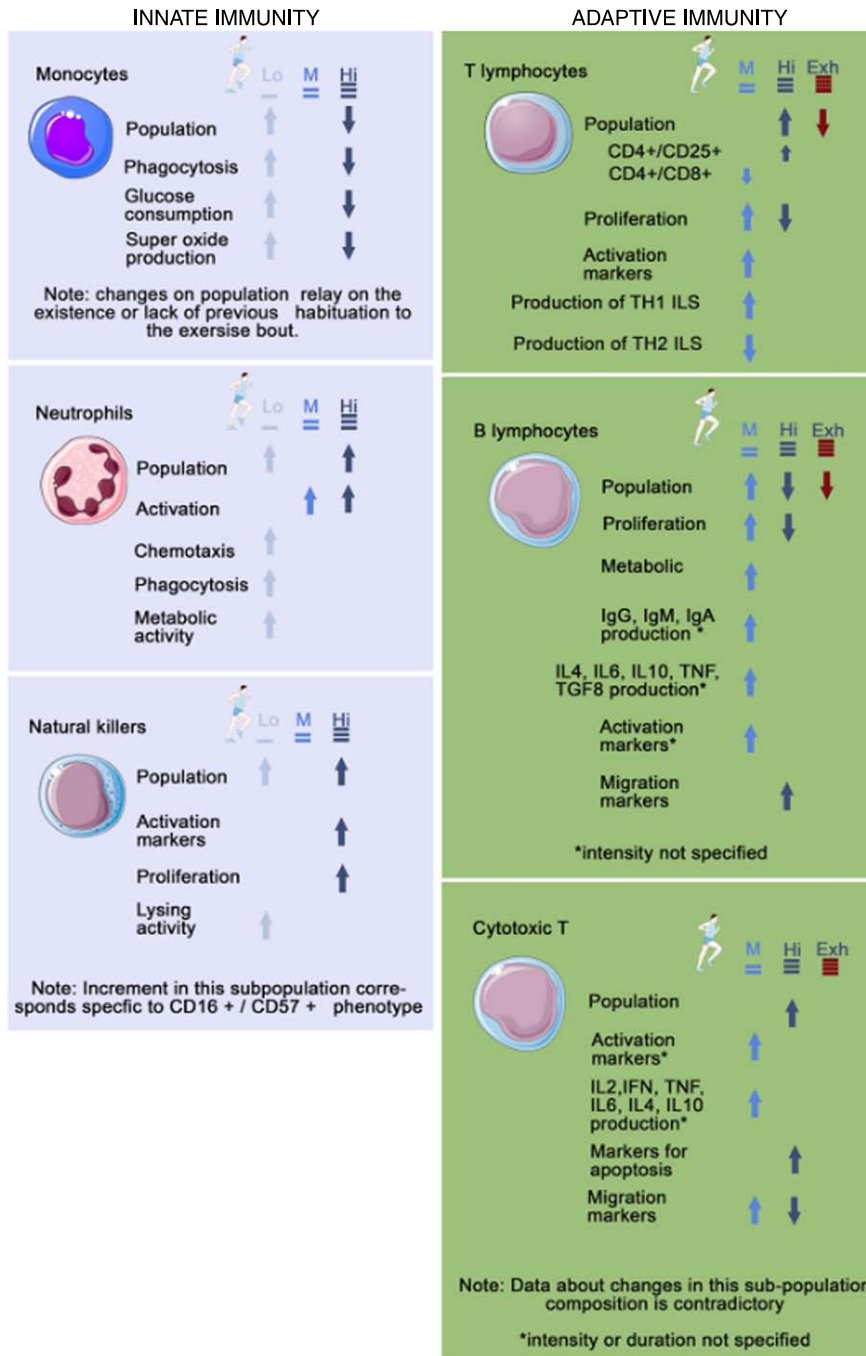 INNATE IMMUNITY
Monocytes
Lo M Hi
Population
Phagocytosis
Glucose
consumption
Super oxide
production
Note: changes on population relay on the
existence or lack of previous habituation to
the exersise bout.
Neutrophils
Lo M Hi
Population
Activation
Chemotaxis
Phagocytosis
Metabolic
activity
Natural killers
Lo M Hi
Population
Activation
markers
Proliferation
Lysing
activity
Note: Increment in this subpopulation corre-
sponds specfic to CD16 + / CD57 + phenotype
ADAPTIVE IMMUNITY
T lymphocytes
M Hi Exh
Population
CD4+/CD25+
CD4+/CD8+
Proliferation
Activation
markers
Production of TH1 ILS
Production of TH2 ILS
B lymphocytes
M Hi Exh
Population
Proliferation
Metabolic
IgG, IgM, IgA
production *
IL4, IL6, IL10, TNF,
TGF8 production*
Activation
markers*
Migration
markers
*intensity not specified
Cytotoxic T
M Hi Exh
Population
Activation
markers*
IL2,IFN, TNF,
IL6, IL4, IL10
production*
Markers for
apoptosis
Migration
markers
Note: Data about changes in this sub-population
composition is contradictory
*intensity or duration not specified